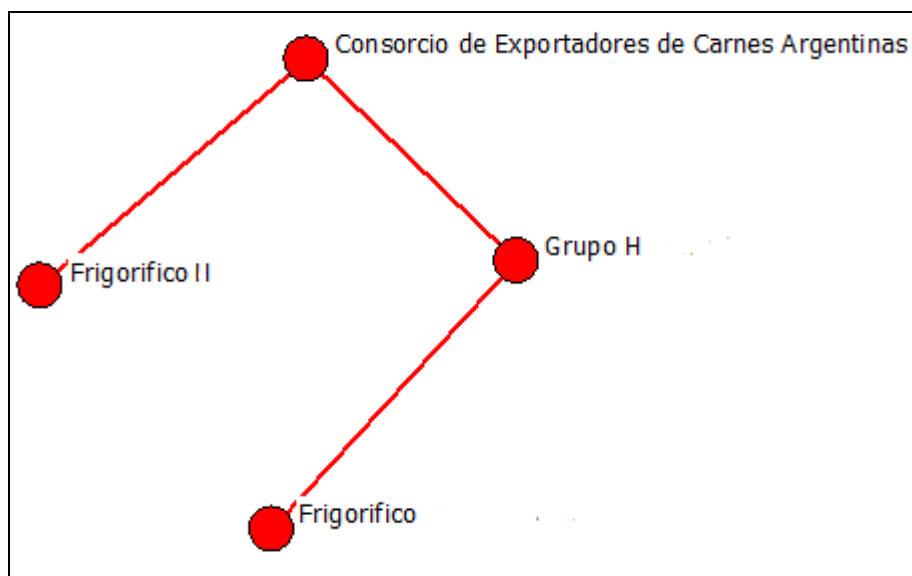 Consorcio de Exportadores de Carnes Argentinas
Grupo H
Frigorifico II
Frigorifico